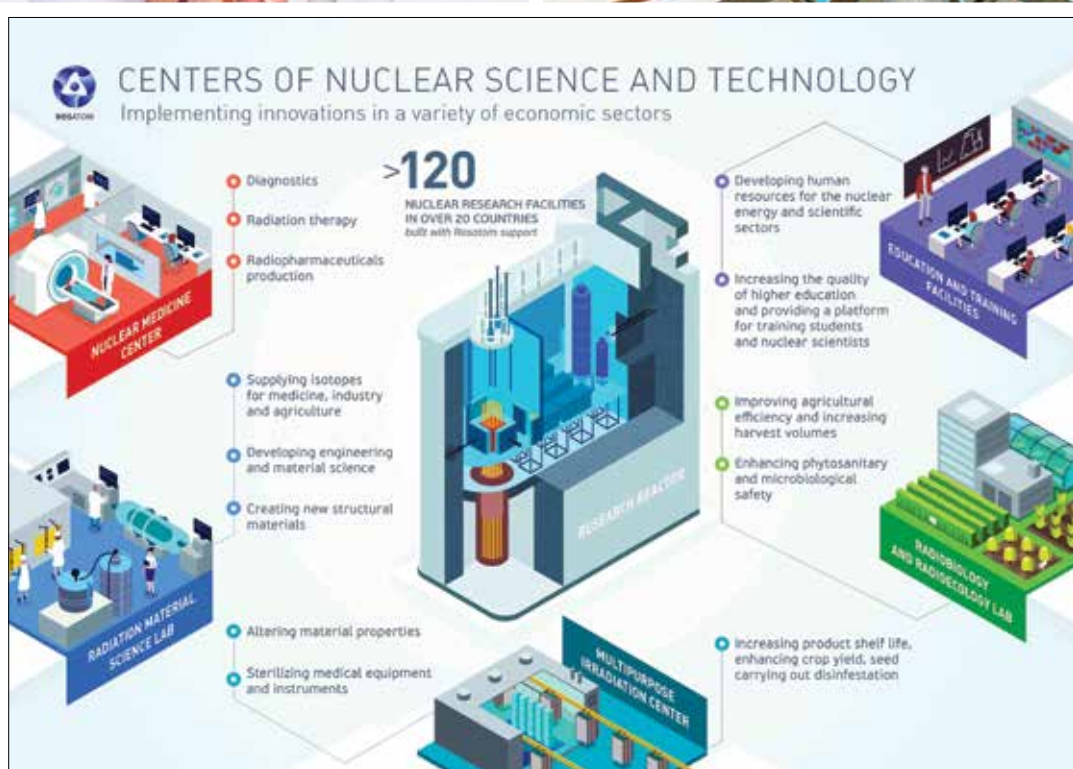 ROSATOM
CENTERS OF NUCLEAR SCIENCE AND TECHNOLOGY
Implementing innovations in a variety of economic sectors
>120
NUCLEAR RESEARCH FACILITIES
IN OVER 20 COUNTRIES
built with Rosatom support
Diagnostics
Radiation therapy
Radiopharmaceuticals
production
NUCLEAR MEDICINE
CENTER
Supplying isotopes
for medicine, industry
and agriculture
Developing engineering
and material science
Creating new structural
materials
RADIATION MATERIAL
SCIENCE LAB
Altering material properties
Sterilizing medical equipment
and instruments
RESEARCH REACTOR
MULTIPURPOSE
IRRADIATION CENTER
Developing human
resources for the nuclear
energy and scientific
sectors
Increasing the quality
of higher education
and providing a platform
for training students
and nuclear scientists
EDUCATION AND TRAINING
FACILITIES
Improving agricultural
efficiency and increasing
harvest volumes
Enhancing phytosanitary
and microbiological
safety
RADIOBIOLOGY
AND RADIOECOLOGY LAB
Increasing product shelf life,
enhancing crop yield, seed
carrying out disinfestation